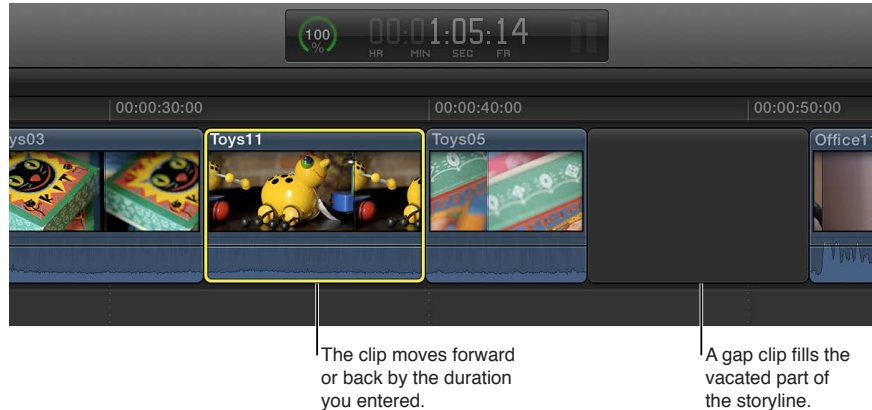 100
%
00:01:05:14
HR MIN SEC FR
00:00:30:00 00:00:40:00 00:00:50:00
ys03 Toys11 Toys05 Office11
The clip moves forward
or back by the duration
you entered.
A gap clip fills the
vacated part of
the storyline.